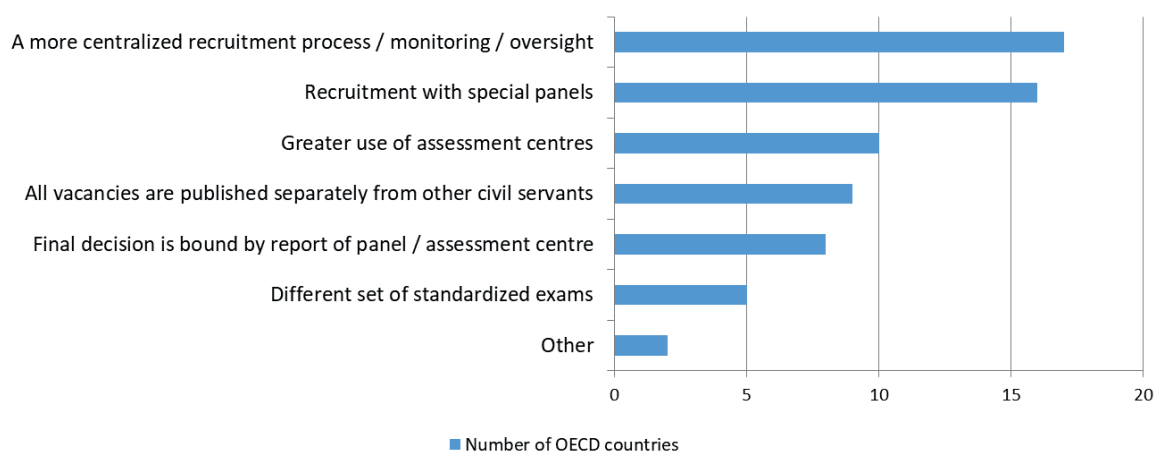 A more centralized recruitment process / monitoring / oversight
Recruitment with special panels
Greater use of assessment centres
All vacancies are published separately from other civil servants
Final decision is bound by report of panel / assessment centre
Different set of standardized exams
Other
0 5 10 15 20
Number of OECD countries